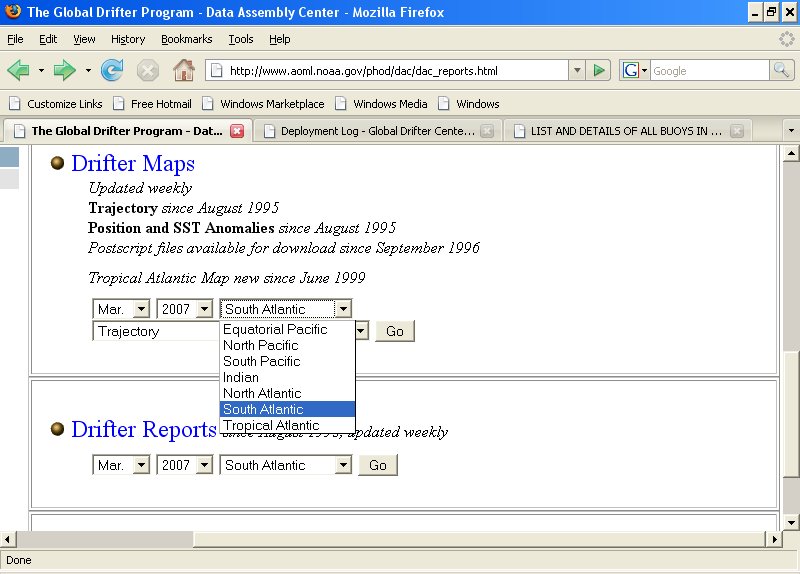 The Global Drifter Program - Data Assembly Center - Mozilla Firefox
File Edit View History Bookmarks Tools Help
http://www.aoml.noaa.gov/phod/dac/dac_reports.html G Google
Customize Links Free Hotmail Windows Marketplace Windows Media Windows
The Global Drifter Program - Dat... Deployment Log - Global Drifter Cente... LIST AND DETAILS OF ALL BUOYS IN ...
Drifter Maps
Updated weekly
Trajectory since August 1995
Position and SST Anomalies since August 1995
Postscript files available for download since September 1996
Tropical Atlantic Map new since June 1999
Mar. 2007 South Atlantic
Trajectory Go
Equatorial Pacific
North Pacific
South Pacific
Indian
North Atlantic
South Atlantic
Tropical Atlantic
Drifter Reports since August 1995, updated weekly
Mar. 2007 South Atlantic Go
Done